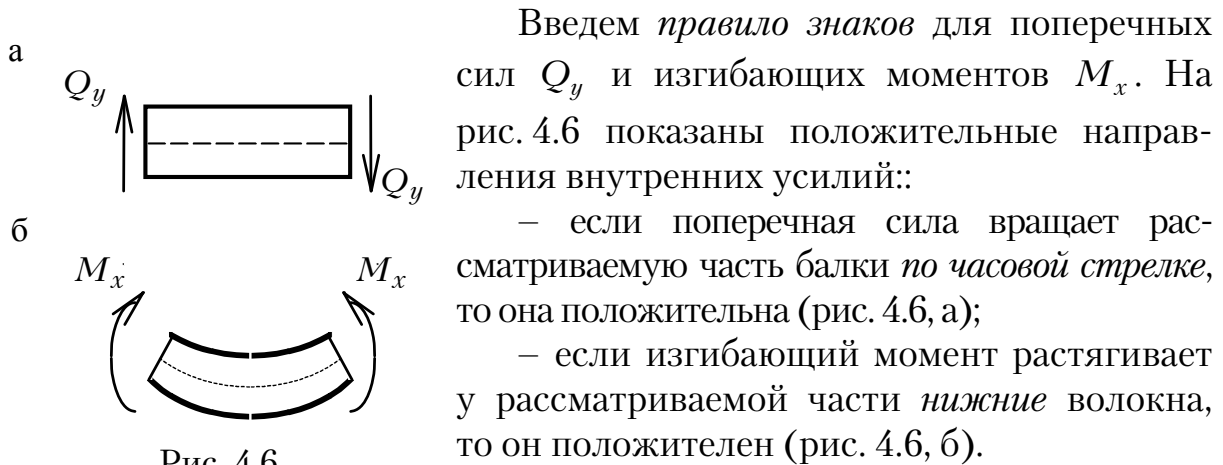 а
Q_y
Q_y
б
M_x
M_x
Рис. 4.6
Введем правило знаков для поперечных
сил Q_y и изгибающих моментов M_x. На
рис. 4.6 показаны положительные направ-
ления внутренних усилий::
– если поперечная сила вращает рас-
сматриваемую часть балки по часовой стрелке,
то она положительна (рис. 4.6, а);
– если изгибающий момент растягивает
у рассматриваемой части нижние волокна,
то он положителен (рис. 4.6, б).